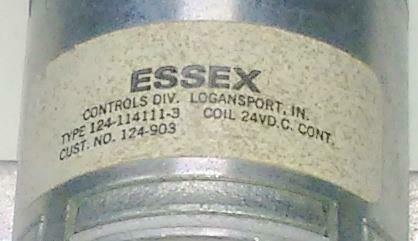 ESSEX
CONTROLS DIV. LOGANSPORT, IN.
TYPE 124-114111-3 COIL 24VD.C. CONT.
CUST. NO. 124-903